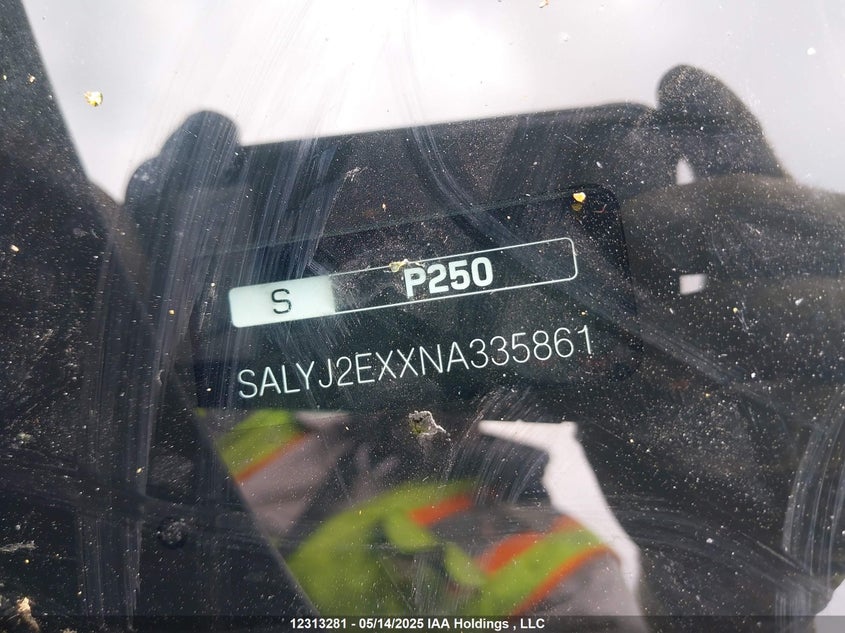 S P250
SALYJ2EXXNA335861
12313281 - 05/14/2025 IAA Holdings , LLC